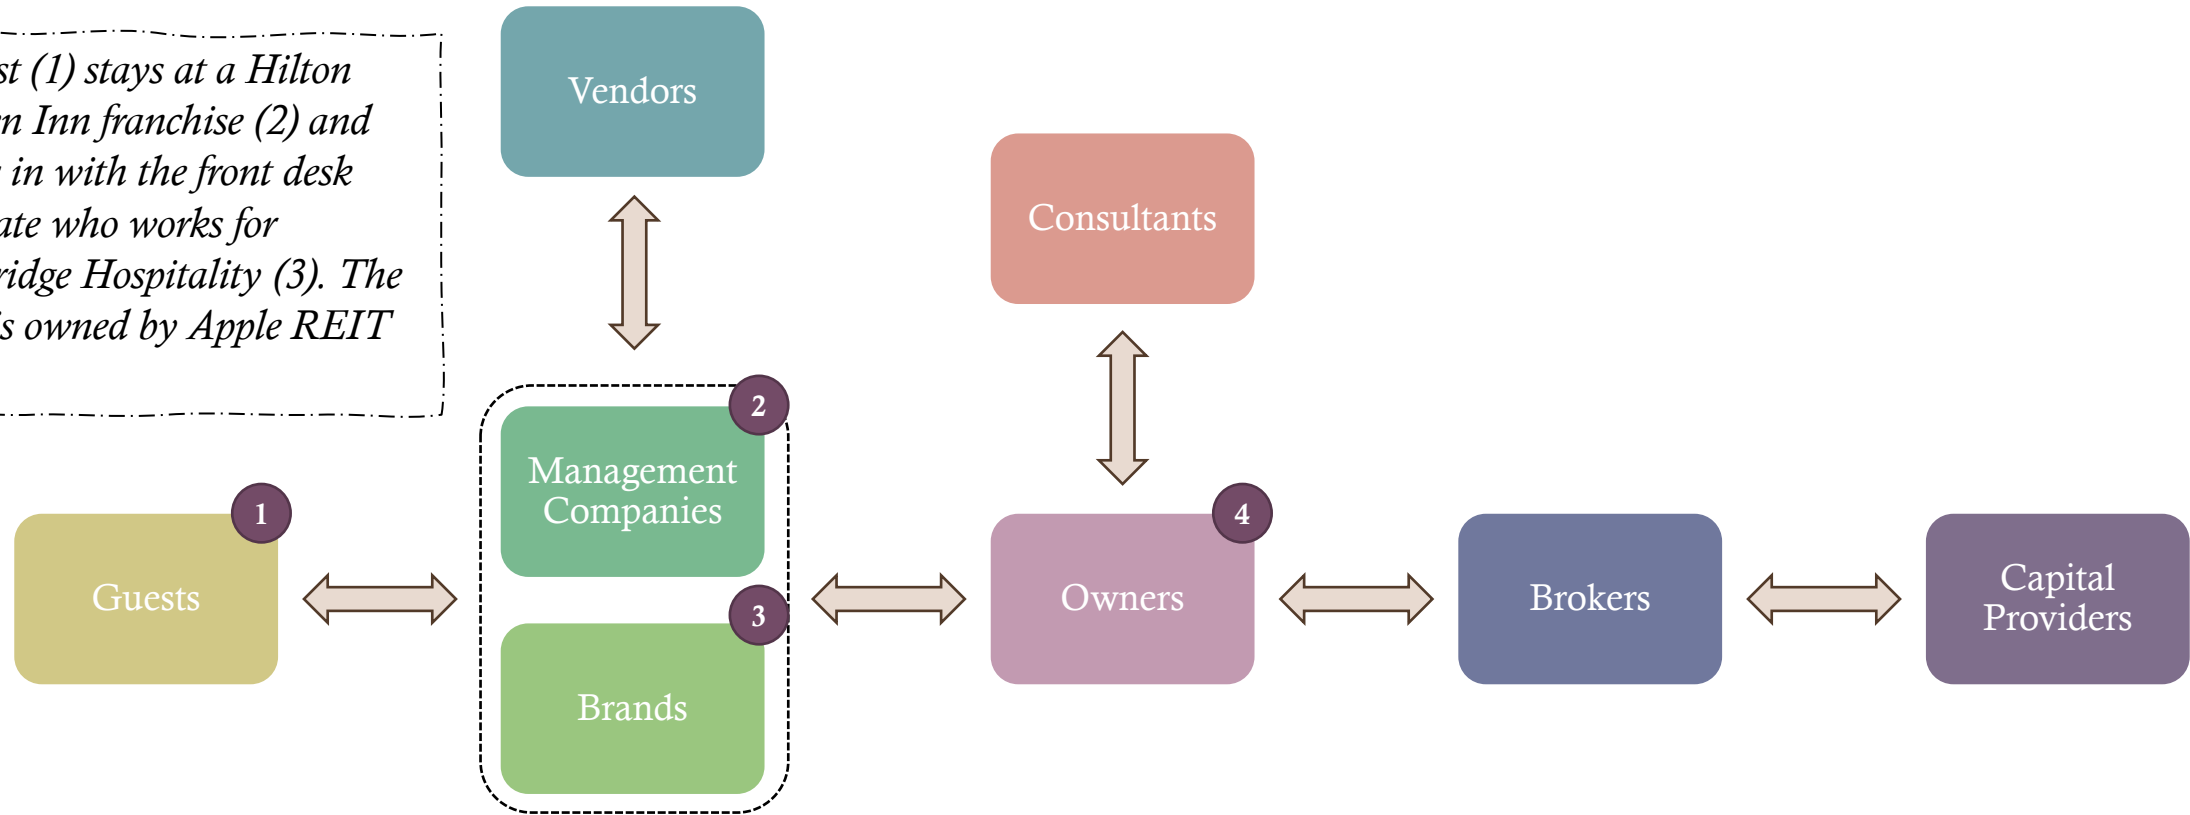 st (1) stays at a Hilton
n Inn franchise (2) and
in with the front desk
ate who works for
ridge Hospitality (3). The
is owned by Apple REIT
Vendors
Consultants
2
Management
Companies
1
Guests
3
Brands
4
Owners
Brokers
Capital
Providers